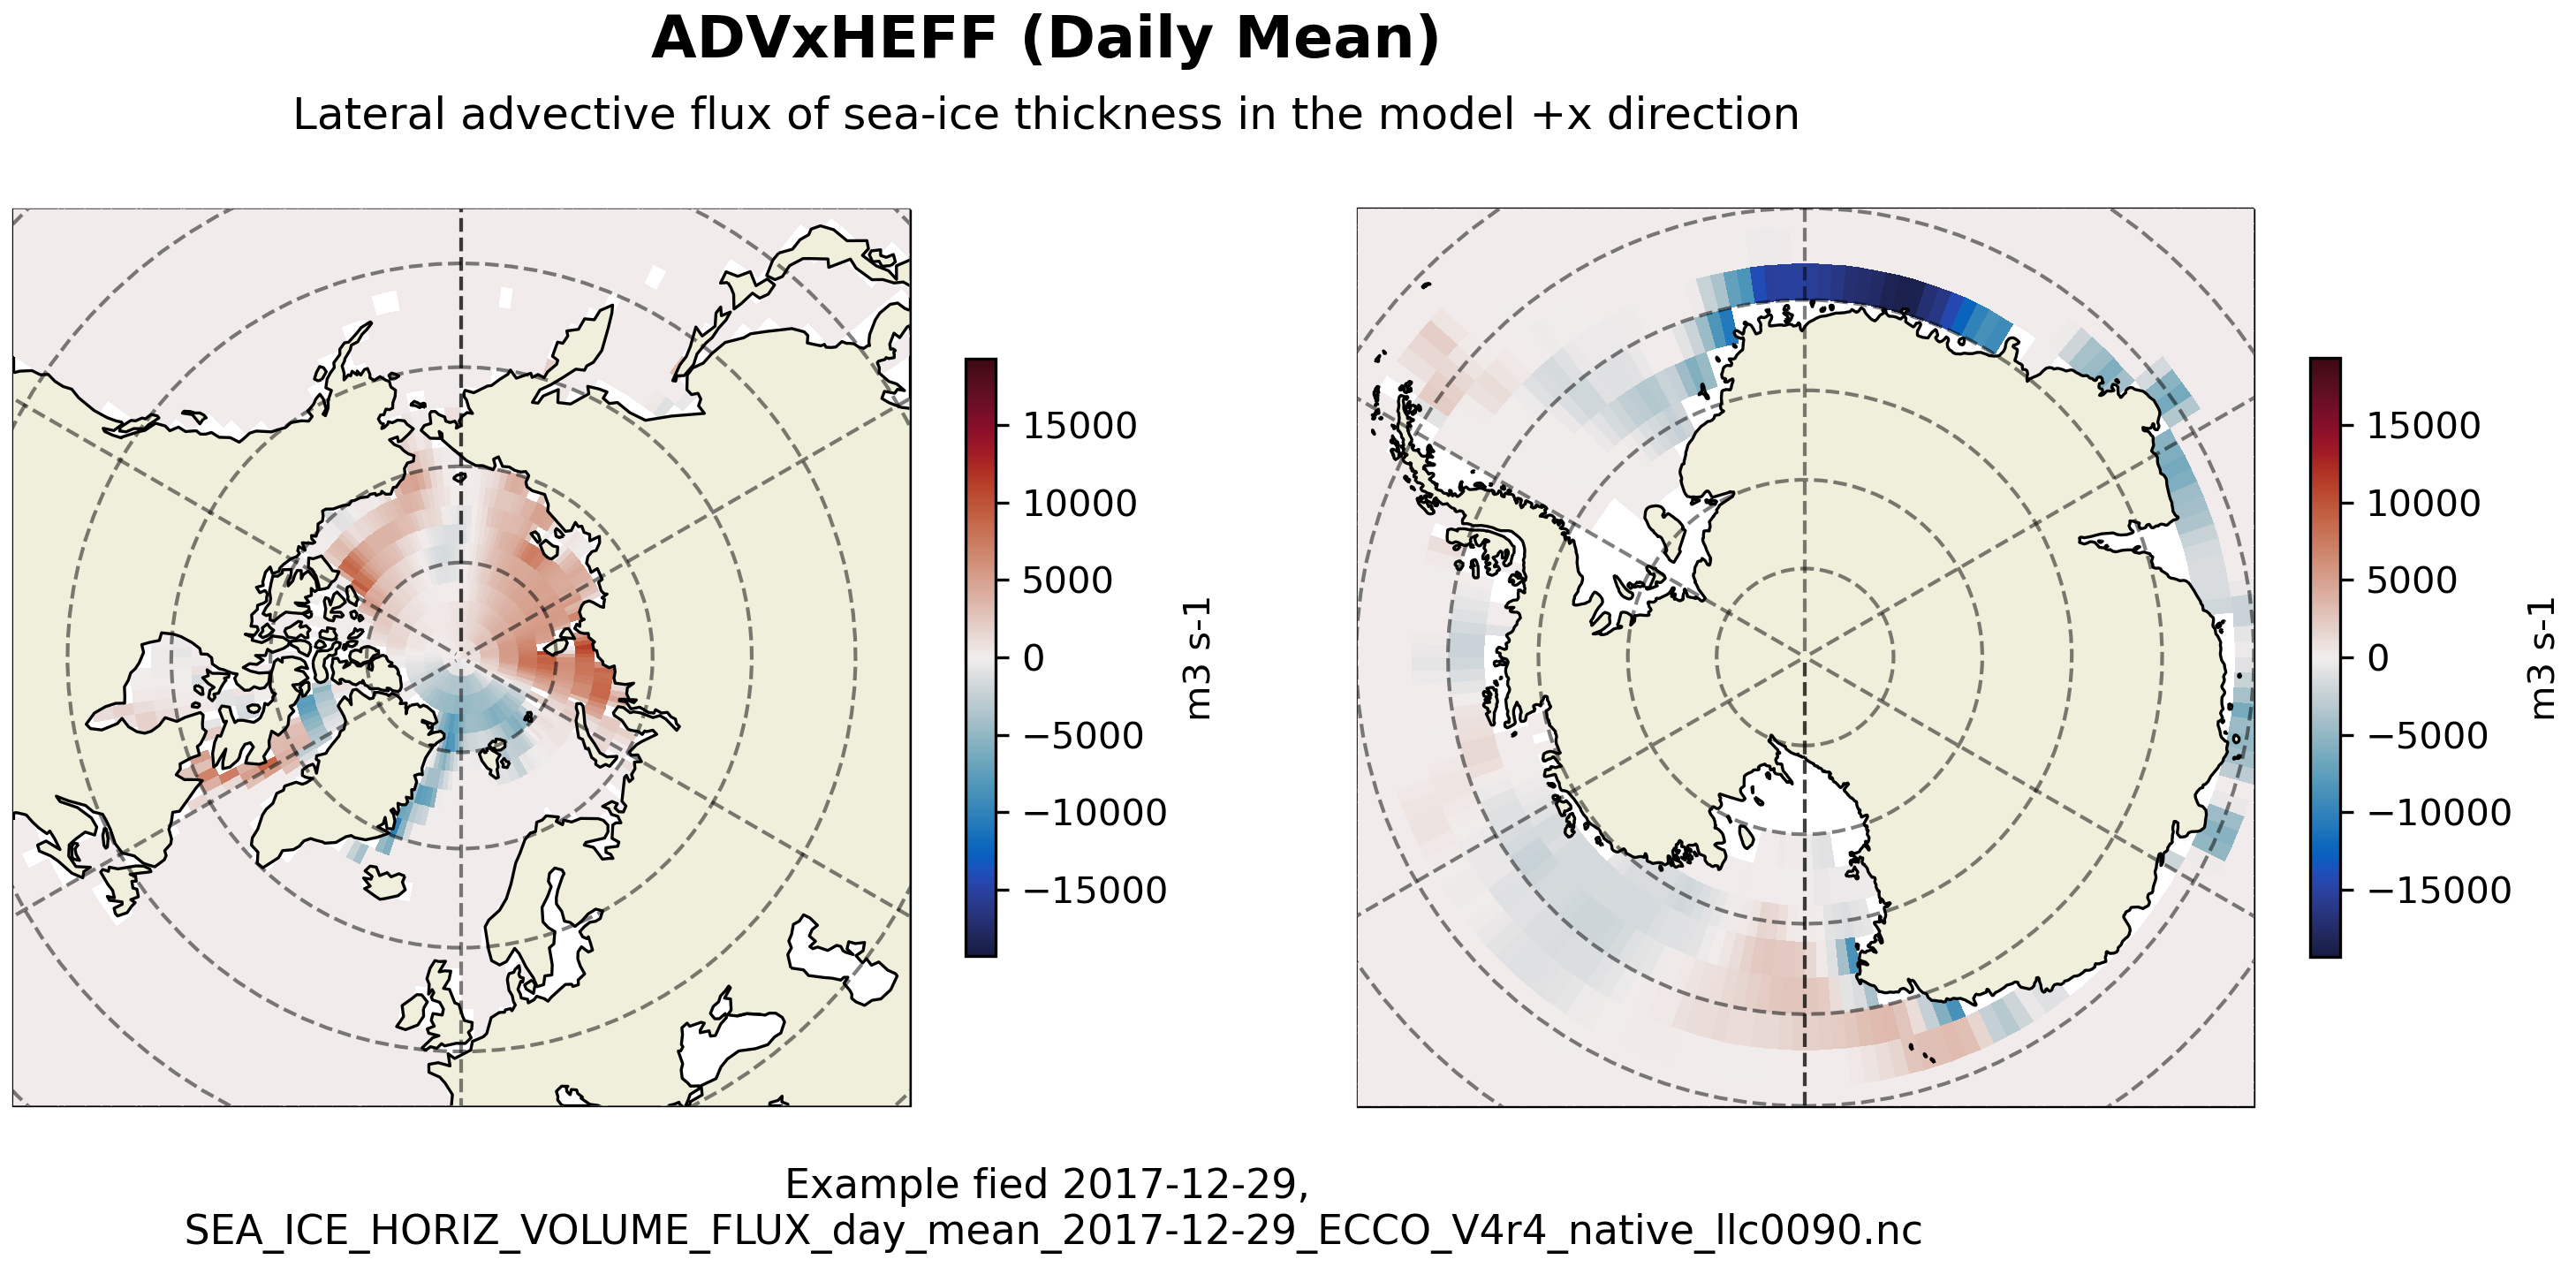 ADVxHEFF (Daily Mean)
Lateral advective flux of sea-ice thickness in the model +x direction
15000
10000
5000
0
−5000
−10000
−15000
m3 s-1
15000
10000
5000
0
−5000
−10000
−15000
m3 s-1
Example fied 2017-12-29,
SEA_ICE_HORIZ_VOLUME_FLUX_day_mean_2017-12-29_ECCO_V4r4_native_llc0090.nc